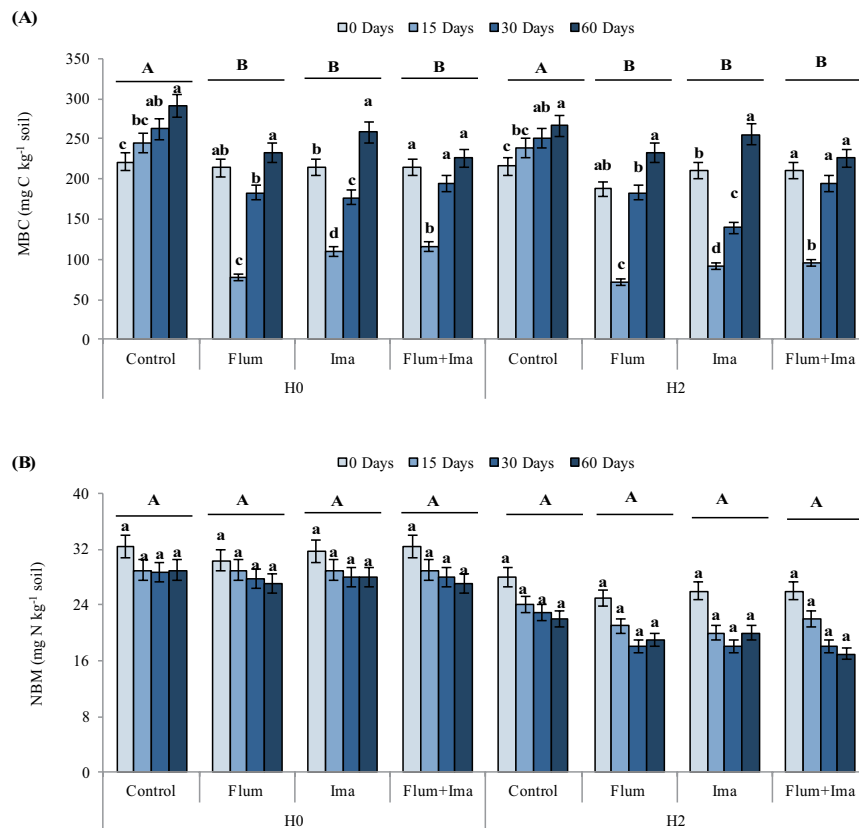 (A)
0 Days 15 Days 30 Days 60 Days
350
300
250
200
150
100
50
0
MBC (mg C kg⁻¹ soil)
A B B B A B B B
c bc ab a ab c b a b d c a a b a a c bc ab a ab c b a b d c a a b a a
Control Flum Ima Flum+Ima Control Flum Ima Flum+Ima
H0 H2
(B)
0 Days 15 Days 30 Days 60 Days
40
32
24
16
8
0
NBM (mg N kg⁻¹ soil)
A A A A A A A A
a a a a a a a a a a a a a a a a a a a a a a a a a a a a a a a a
Control Flum Ima Flum+Ima Control Flum Ima Flum+Ima
H0 H2